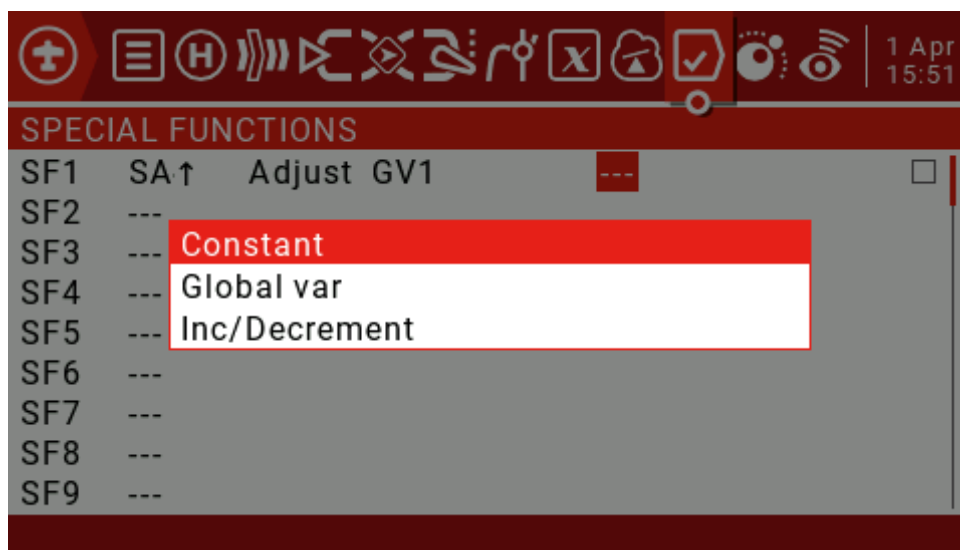 1 Apr
15:51
SPECIAL FUNCTIONS
SF1 SA↑ Adjust GV1 ---
SF2 ---
SF3 --- Constant
SF4 --- Global var
SF5 --- Inc/Decrement
SF6 ---
SF7 ---
SF8 ---
SF9 ---